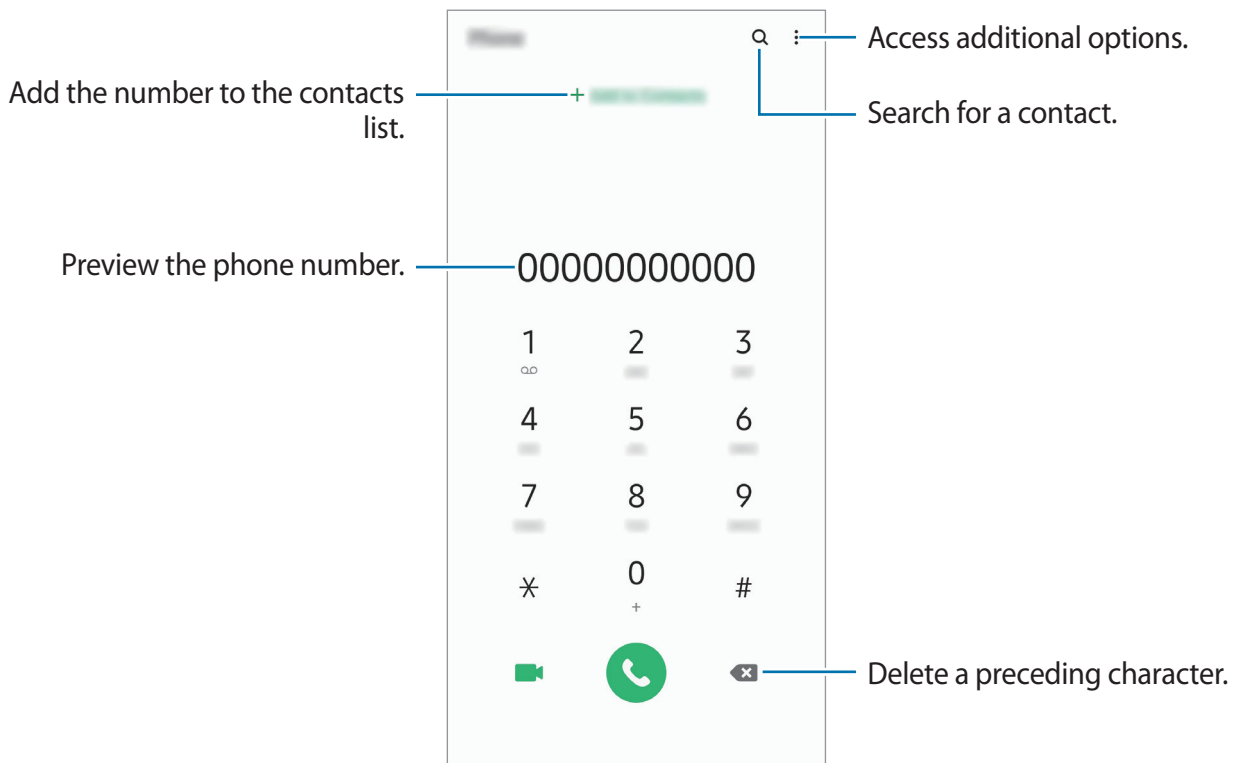 Access additional options.
Add the number to the contacts
list.
Search for a contact.
Preview the phone number.
00000000000
1 2 3
4 5 6
7 8 9
* 0 #
+
Delete a preceding character.